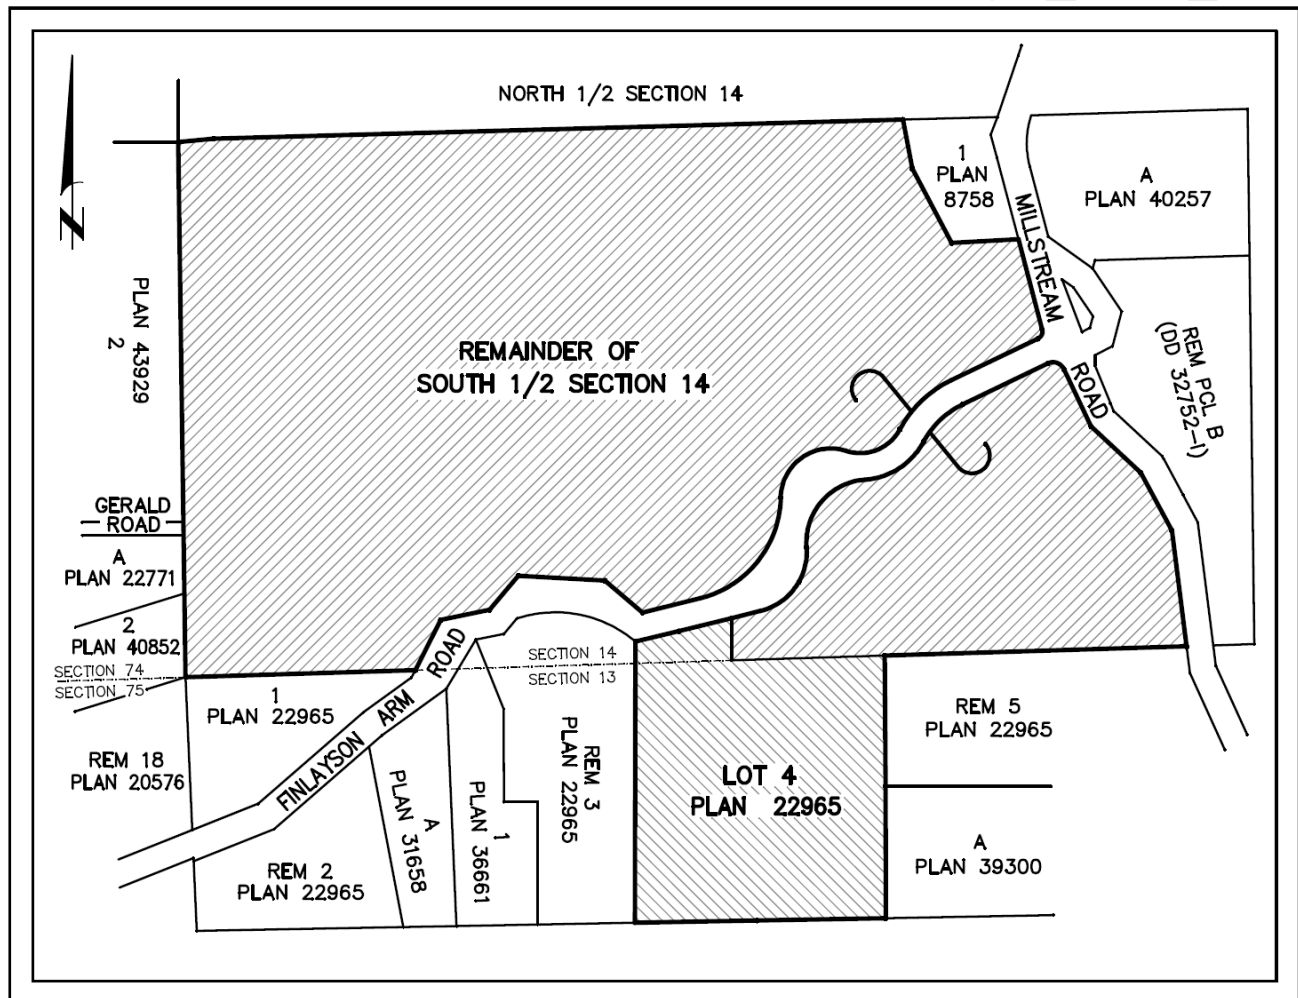 NORTH 1/2 SECTION 14
1
PLAN
8758
A
PLAN 40257
MILLSTREAM
ROAD
N
PLAN 43929
2
REMAINDER OF
SOUTH 1/2 SECTION 14
REM PCL B
(DD 32752-I)
GERALD
ROAD
A
PLAN 22771
2
PLAN 40852
SECTION 74
SECTION 75
SECTION 14
SECTION 13
FINLAYSON ARM ROAD
1
PLAN 22965
REM 18
PLAN 20576
REM 2
PLAN 22965
A
PLAN 31658
1
PLAN 36661
REM 3
PLAN 22965
LOT 4
PLAN 22965
REM 5
PLAN 22965
A
PLAN 39300